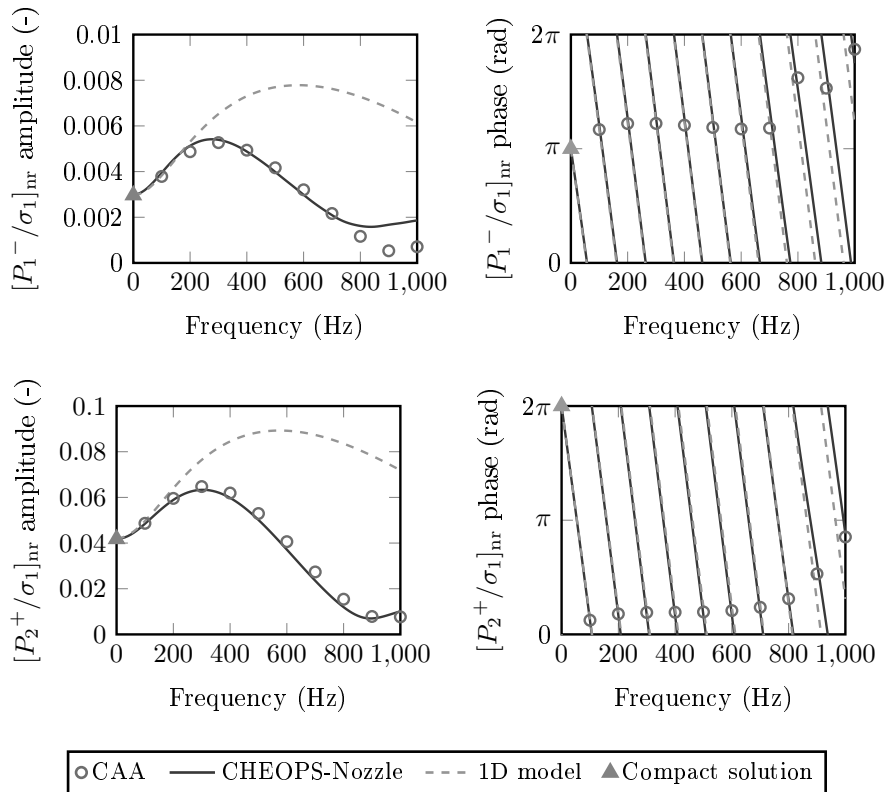 [P₁⁻/σ₁]ₙᵣ amplitude (-)
0.01
0.008
0.006
0.004
0.002
0
0 200 400 600 800 1,000
Frequency (Hz)
[P₁⁻/σ₁]ₙᵣ phase (rad)
2π
π
0
0 200 400 600 800 1,000
Frequency (Hz)
[P₂⁺/σ₁]ₙᵣ amplitude (-)
0.1
0.08
0.06
0.04
0.02
0
0 200 400 600 800 1,000
Frequency (Hz)
[P₂⁺/σ₁]ₙᵣ phase (rad)
2π
π
0
0 200 400 600 800 1,000
Frequency (Hz)
CAA CHEOPS-Nozzle 1D model Compact solution